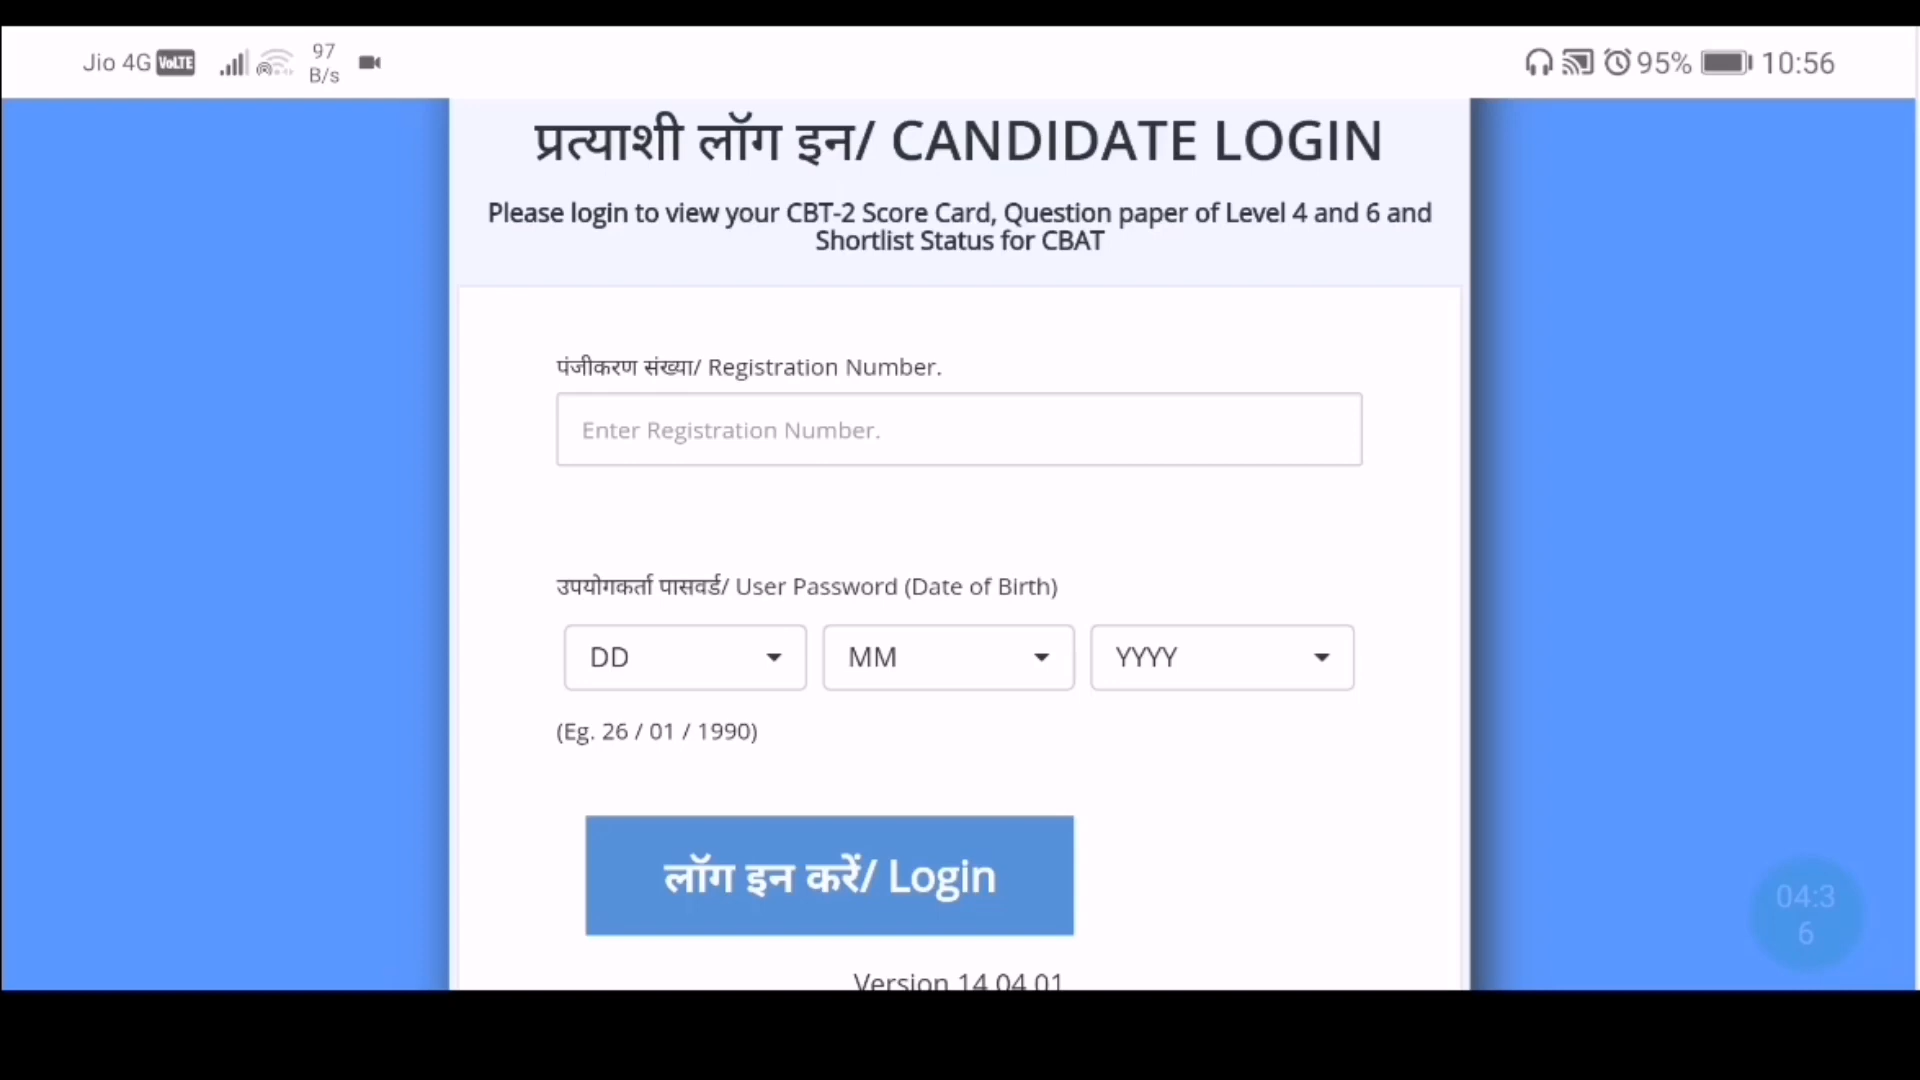 Jio 4G VoLTE 97 B/s 95% 10:56
प्रत्याशी लॉग इन/ CANDIDATE LOGIN
Please login to view your CBT-2 Score Card, Question paper of Level 4 and 6 and
Shortlist Status for CBAT
पंजीकरण संख्या/ Registration Number.
Enter Registration Number.
उपयोगकर्ता पासवर्ड/ User Password (Date of Birth)
DD MM YYYY
(Eg. 26 / 01 / 1990)
लॉग इन करें/ Login
04:3
6
Version 14.04.01